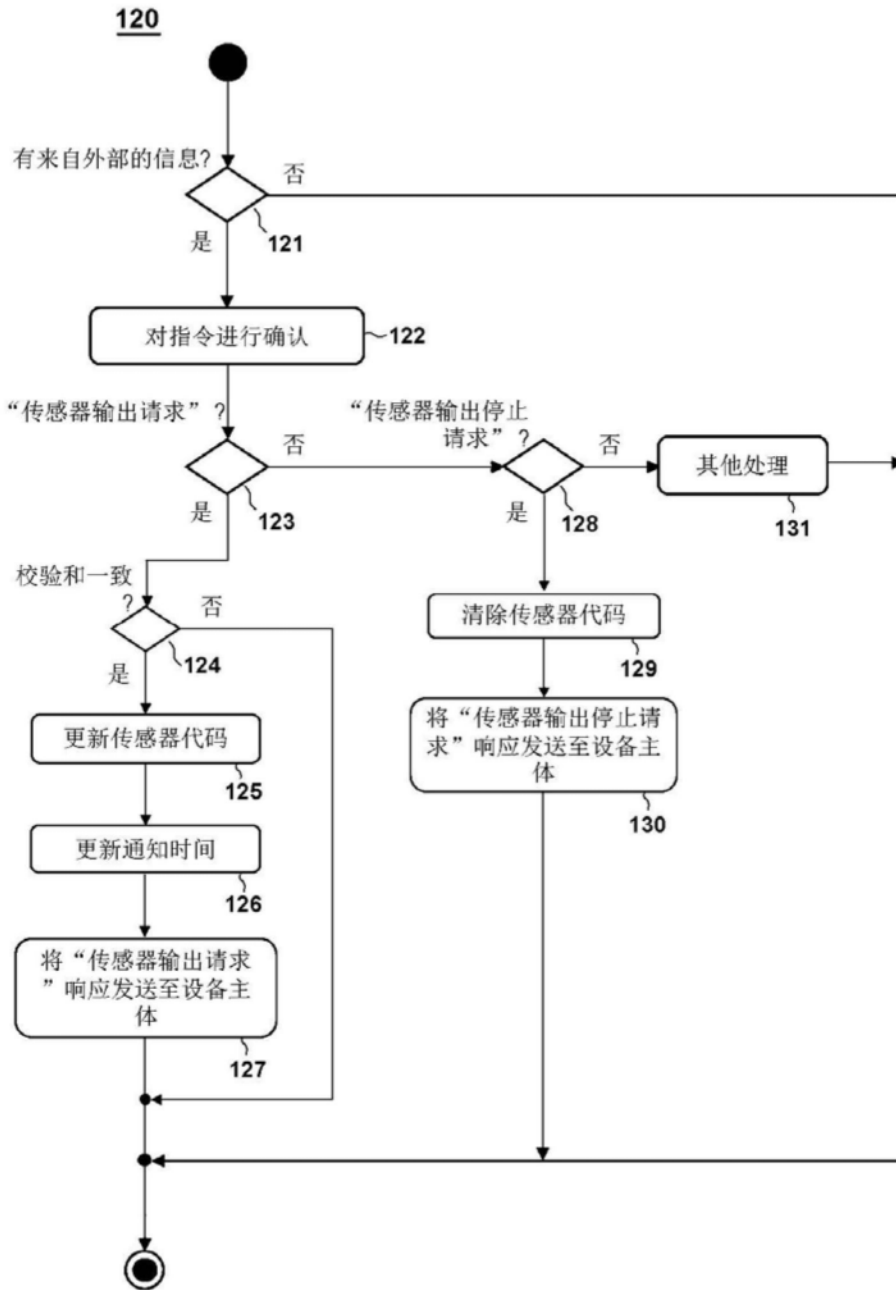 120
有来自外部的信息?
否
121
是
对指令进行确认
122
“传感器输出请求”?
否
123
是
“传感器输出停止
请求”?
否
128
是
其他处理
131
校验和一致
?
否
124
是
更新传感器代码
125
更新通知时间
126
将“传感器输出请求
”响应发送至设备主
体
127
清除传感器代码
129
将“传感器输出停止请
求”响应发送至设备主
体
130